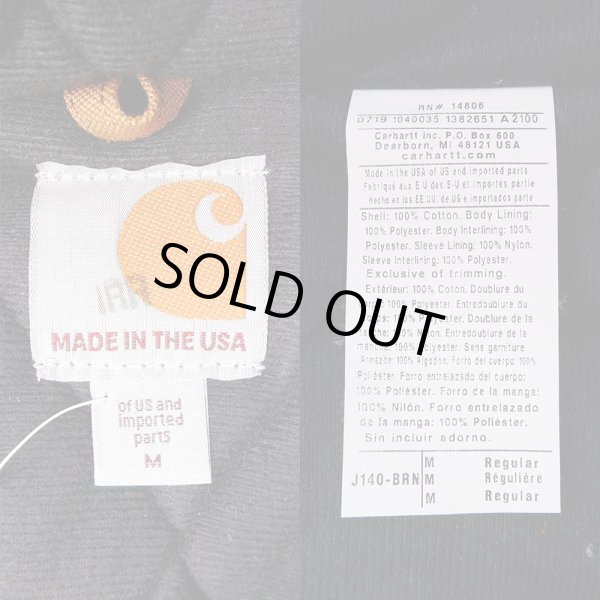 IRR
MADE IN THE USA
of US and
imported
parts
M
SOLD OUT
RN# 14806
0719 1040035 1382651 A2100
Carhartt Inc. P.O. Box 600
Dearborn, MI 48121 USA
carhartt.com
Made in the USA of US and imported parts
Fabriqué aux E-U.des E-U et importés partie
Hecho en los EE.UU. de US e importados parte
Shell: 100% Cotton. Body Lining:
100% Polyester. Body Interlining: 100%
Polyester. Sleeve Lining: 100% Nylon.
Sleeve Interlining: 100% Polyester.
Exclusive of trimming.
Extérieur: 100% Coton. Doublure du
100% Polyester. Entredoublure du
100% Polyester. Doublure de la
100% Nylon. Entredoublure de la
manche: 100% Polyester. Sans garniture.
Armazón: 100% Algodón. Forro del cuerpo: 100%
Poliéster. Forro entrelazado del cuerpo:
100% Poliéster. Forro de la manga:
100% Nilón. Forro entrelazado
de la manga: 100% Poliéster.
Sin incluir adorno.
J140-BRN
M Regular
M Régulière
M Regular